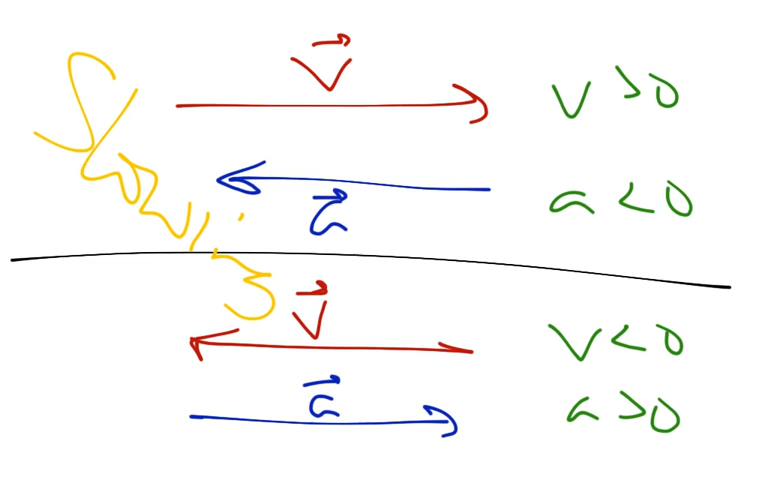 v⃗
v > 0
a < 0
a⃗
v⃗
v < 0
a⃗
a > 0